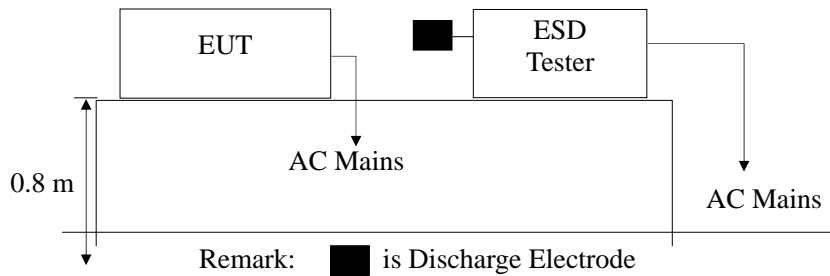 EUT
ESD
Tester
AC Mains
0.8 m
AC Mains
Remark: is Discharge Electrode